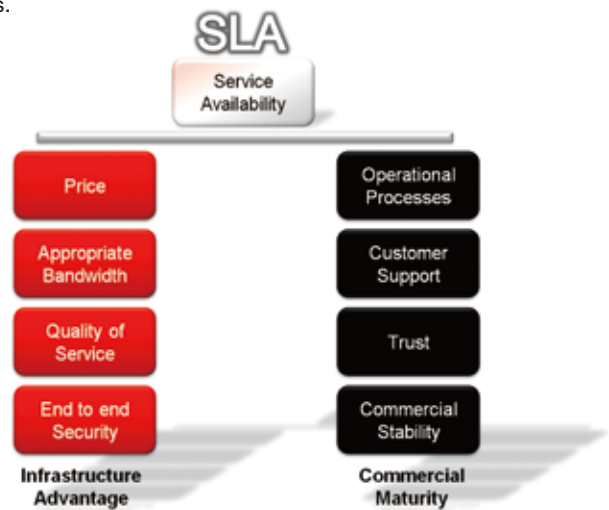 s.
SLA
Service
Availability
Price
Operational
Processes
Appropriate
Bandwidth
Customer
Support
Quality of
Service
Trust
End to end
Security
Commercial
Stability
Infrastructure
Advantage
Commercial
Maturity